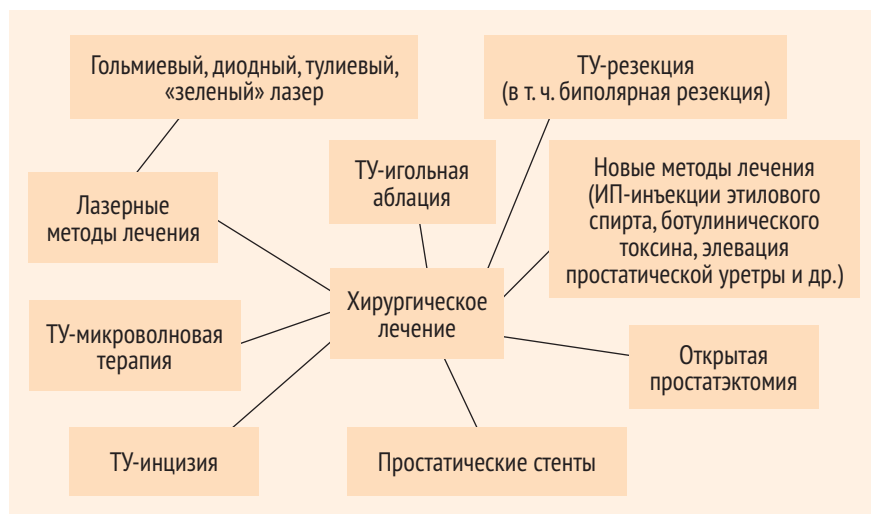 Гольмиевый, диодный, тулиевый,
«зеленый» лазер
ТУ-резекция
(в т. ч. биполярная резекция)
ТУ-игольная
аблация
Новые методы лечения
(ИП-инъекции этилового
спирта, ботулинического
токсина, элевация
простатической уретры и др.)
Лазерные
методы лечения
Хирургическое
лечение
ТУ-микроволновая
терапия
Открытая
простатэктомия
ТУ-инцизия
Простатические стенты